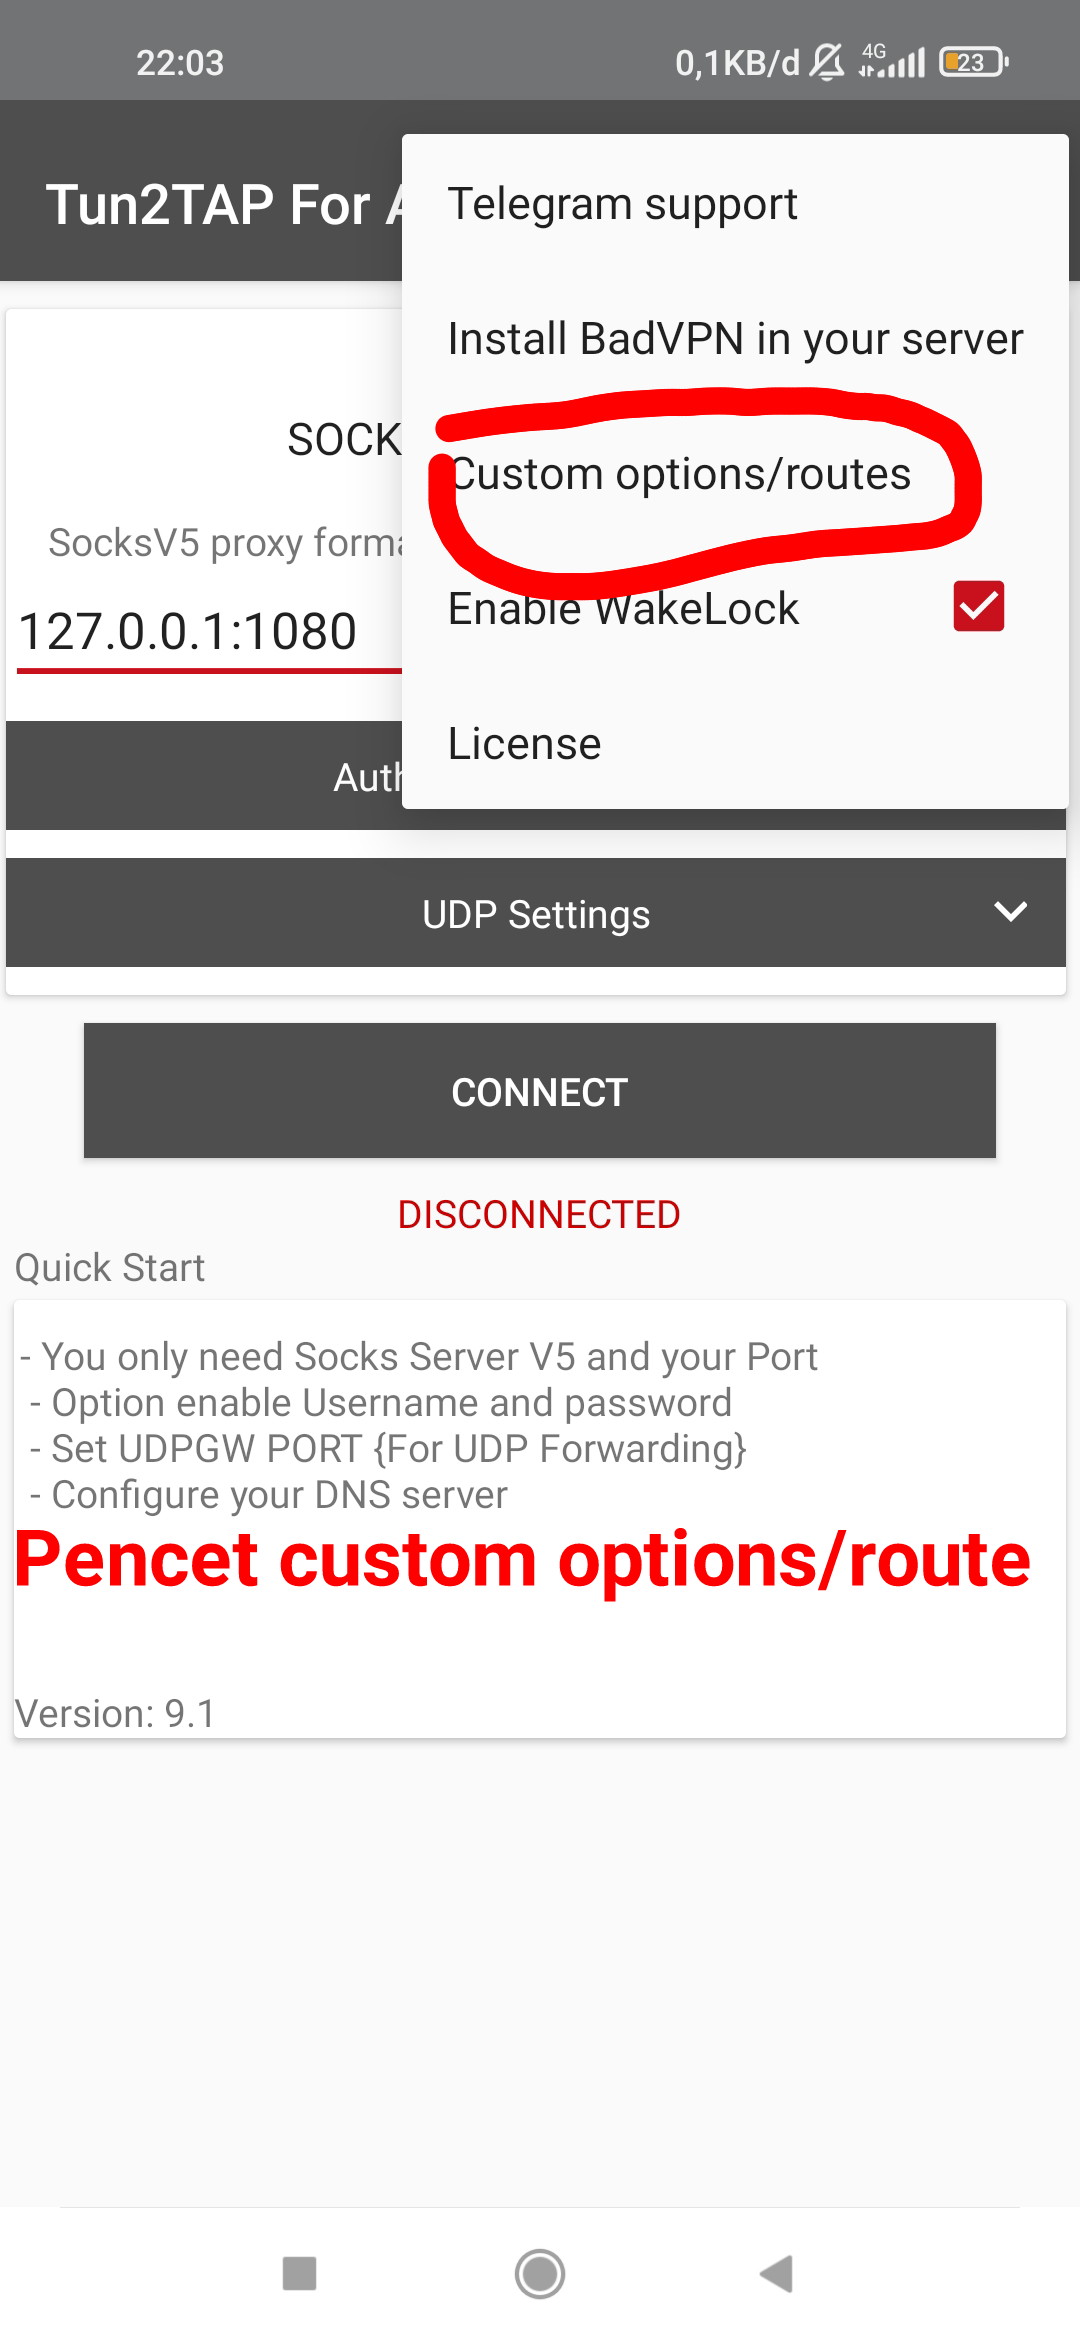 22:03
0,1KB/d
4G
23
Tun2TAP For
Telegram support
Install BadVPN in your server
SOCK
Custom options/routes
SocksV5 proxy forma
127.0.0.1:1080
Enable WakeLock
License
Auth
UDP Settings
CONNECT
DISCONNECTED
Quick Start
- You only need Socks Server V5 and your Port
- Option enable Username and password
- Set UDPGW PORT {For UDP Forwarding}
- Configure your DNS server
Pencet custom options/route
Version: 9.1